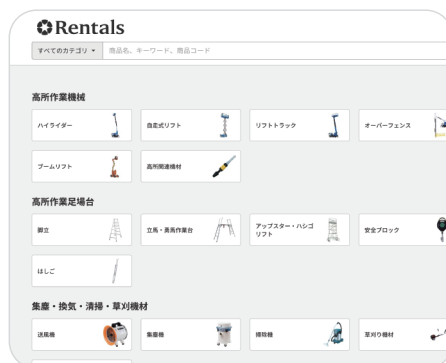 Rentals
すべてのカテゴリ
商品名、キーワード、商品コード
高所作業機械
ハイライダー
自走式リフト
リフトトラック
オーバーフェンス
ブームリフト
高所関連機材
高所作業足場台
脚立
立馬・勇馬作業台
アップスター・ハシゴ
リフト
安全ブロック
はしご
集塵・換気・清掃・草刈機材
送風機
集塵機
掃除機
草刈り機材